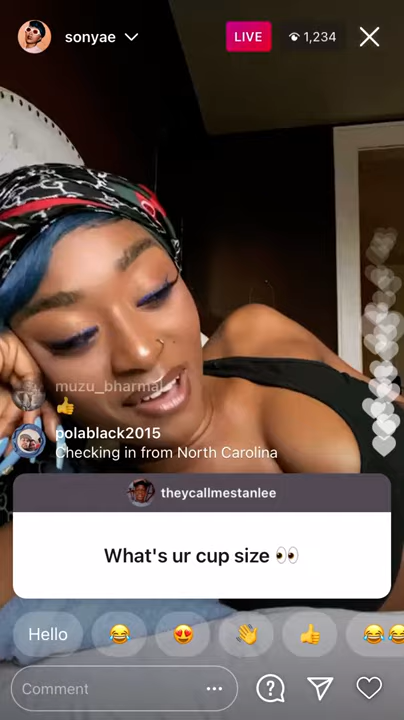 sonyae
LIVE
1,234
muzu_bharmal
polablack2015
Checking in from North Carolina
theycallmestanlee
What's ur cup size 👀
Hello
Comment